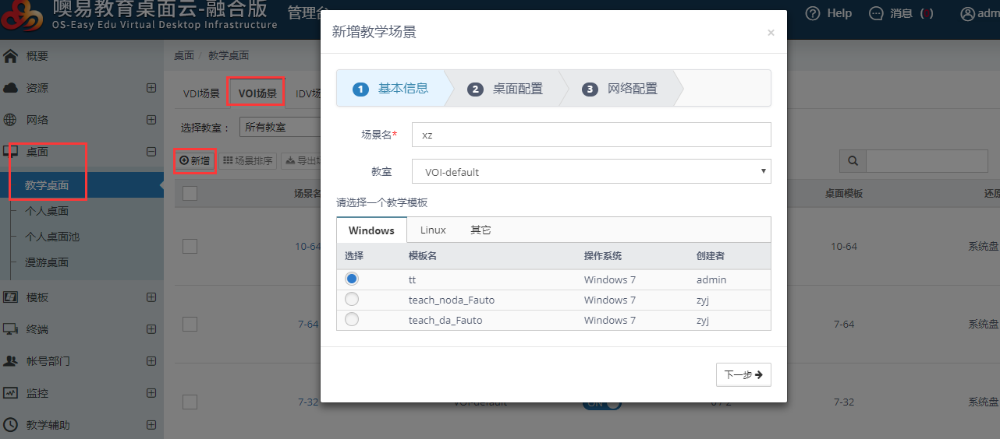 噢易教育桌面云-融合版 管理台
OS-Easy Edu Virtual Desktop Infrastructure
Help 消息 adm
概要
资源
网络
桌面
教学桌面
个人桌面
个人桌面池
漫游桌面
模板
终端
帐号部门
监控
教学辅助
桌面 / 教学桌面
VDI场景 VOI场景 IDV场
选择教室： 所有教室
新增 场景排序 导出场
场景名 桌面模板 还原
10-64 10-64 系统盘
7-64 7-64 系统盘
7-32 VOI-default ON 0 / 2 7-32 系统盘
新增教学场景 ×
1 基本信息 2 桌面配置 3 网络配置
场景名* xz
教室 VOI-default
请选择一个教学模板
Windows Linux 其它
选择 模板名 操作系统 创建者
tt Windows 7 admin
teach_noda_Fauto Windows 7 zyj
teach_da_Fauto Windows 7 zyj
下一步